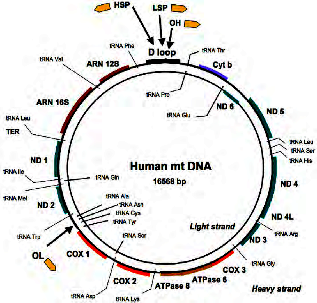 HSP
LSP
OH
D loop
tRNA Phe
tRNA Thr
ARN 12S
Cyt b
tRNA Val
tRNA Pro
tRNA Glu
ND 6
ARN 16S
ND 5
tRNA Leu
TER
tRNA Leu
tRNA Ser
tRNA His
ND 1
Human mt DNA
16568 bp
tRNA Ile
tRNA Gln
ND 4
tRNA Met
ND 2
tRNA Ala
tRNA Asn
tRNA Cys
tRNA Tyr
ND 4L
Light strand
tRNA Arg
tRNA Trp
tRNA Ser
ND 3
OL
COX 1
tRNA Gly
COX 3
COX 2
ATPase 6
ATPase 8
tRNA Asp
tRNA Lys
Heavy strand